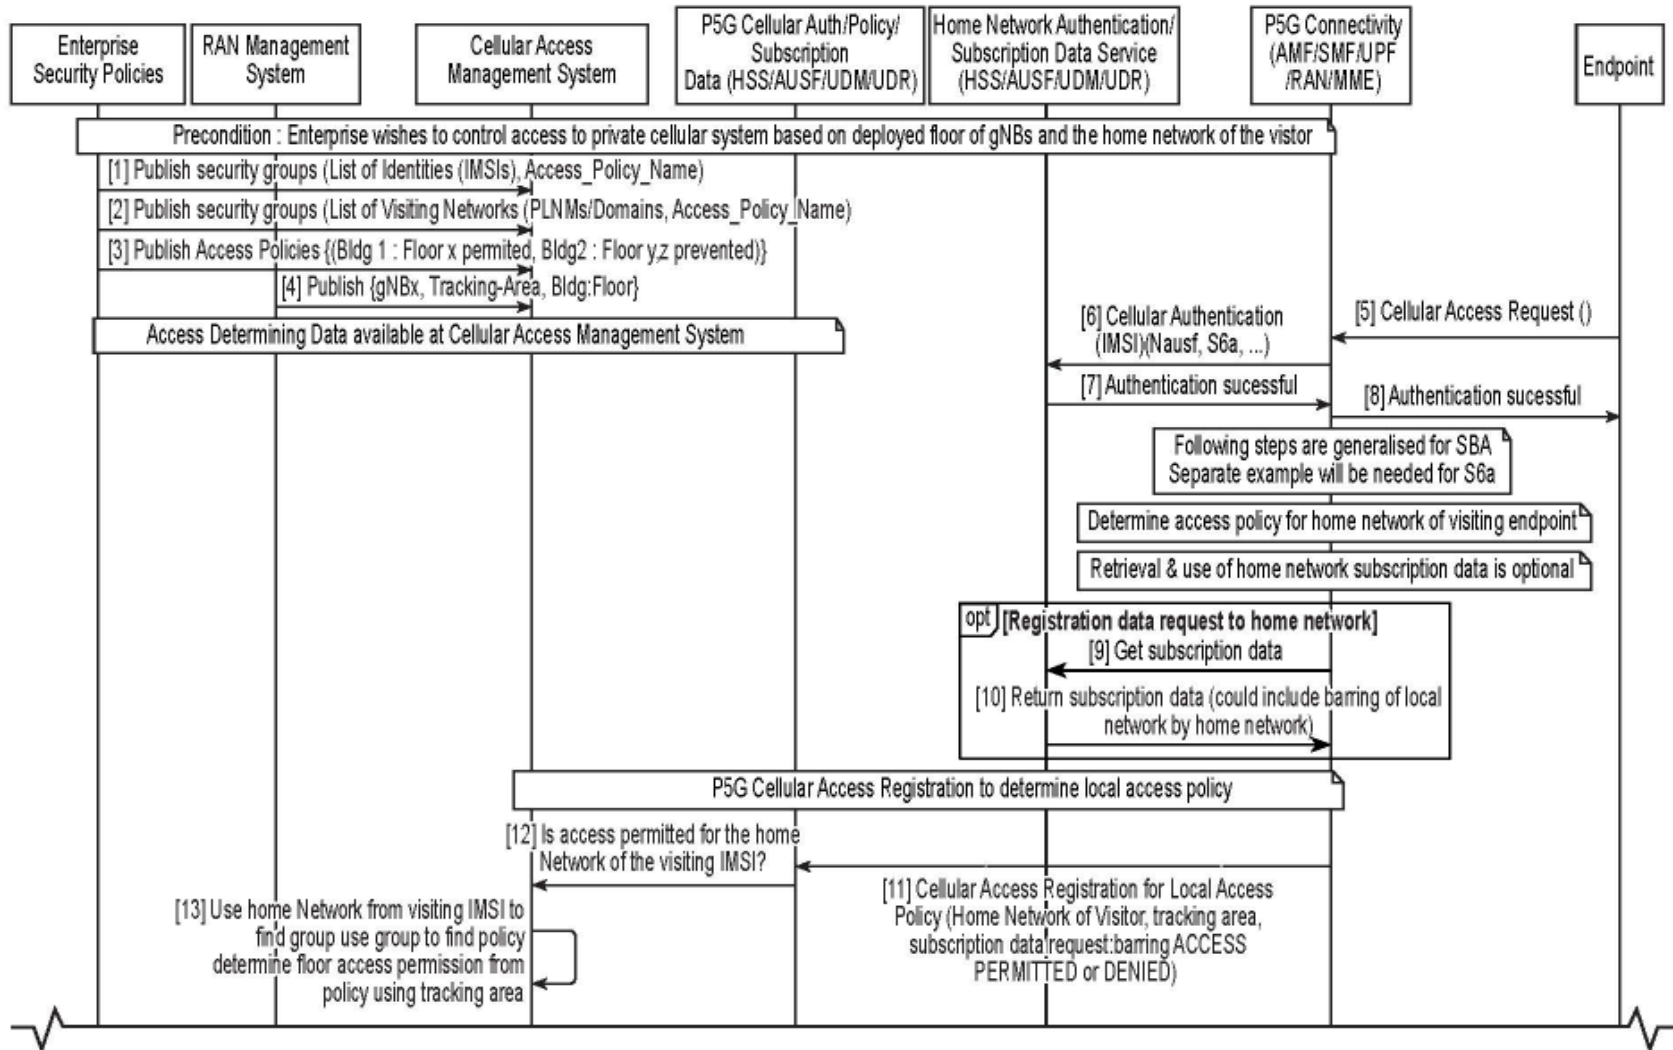 Enterprise
Security Policies
RAN Management
System
Cellular Access
Management System
P5G Cellular Auth/Policy/
Subscription
Data (HSS/AUSF/UDM/UDR)
Home Network Authentication/
Subscription Data Service
(HSS/AUSF/UDM/UDR)
P5G Connectivity
(AMF/SMF/UPF
/RAN/MME)
Endpoint
Precondition : Enterprise wishes to control access to private cellular system based on deployed floor of gNBs and the home network of the vistor
[1] Publish security groups (List of Identities (IMSIs), Access_Policy_Name)
[2] Publish security groups (List of Visiting Networks (PLNMs/Domains, Access_Policy_Name)
[3] Publish Access Policies {(Bldg 1 : Floor x permited, Bldg2 : Floor y,z prevented)}
[4] Publish {gNBx, Tracking-Area, Bldg:Floor}
Access Determining Data available at Cellular Access Management System
[5] Cellular Access Request ()
[6] Cellular Authentication
(IMSI)(Nausf, S6a, ...)
[7] Authentication sucessful
[8] Authentication sucessful
Following steps are generalised for SBA
Separate example will be needed for S6a
Determine access policy for home network of visiting endpoint
Retrieval & use of home network subscription data is optional
opt [Registration data request to home network]
[9] Get subscription data
[10] Return subscription data (could include barring of local
network by home network)
P5G Cellular Access Registration to determine local access policy
[12] Is access permitted for the home
Network of the visiting IMSI?
[11] Cellular Access Registration for Local Access
Policy (Home Network of Visitor, tracking area,
subscription data request:barring ACCESS
PERMITTED or DENIED)
[13] Use home Network from visiting IMSI to
find group use group to find policy
determine floor access permission from
policy using tracking area